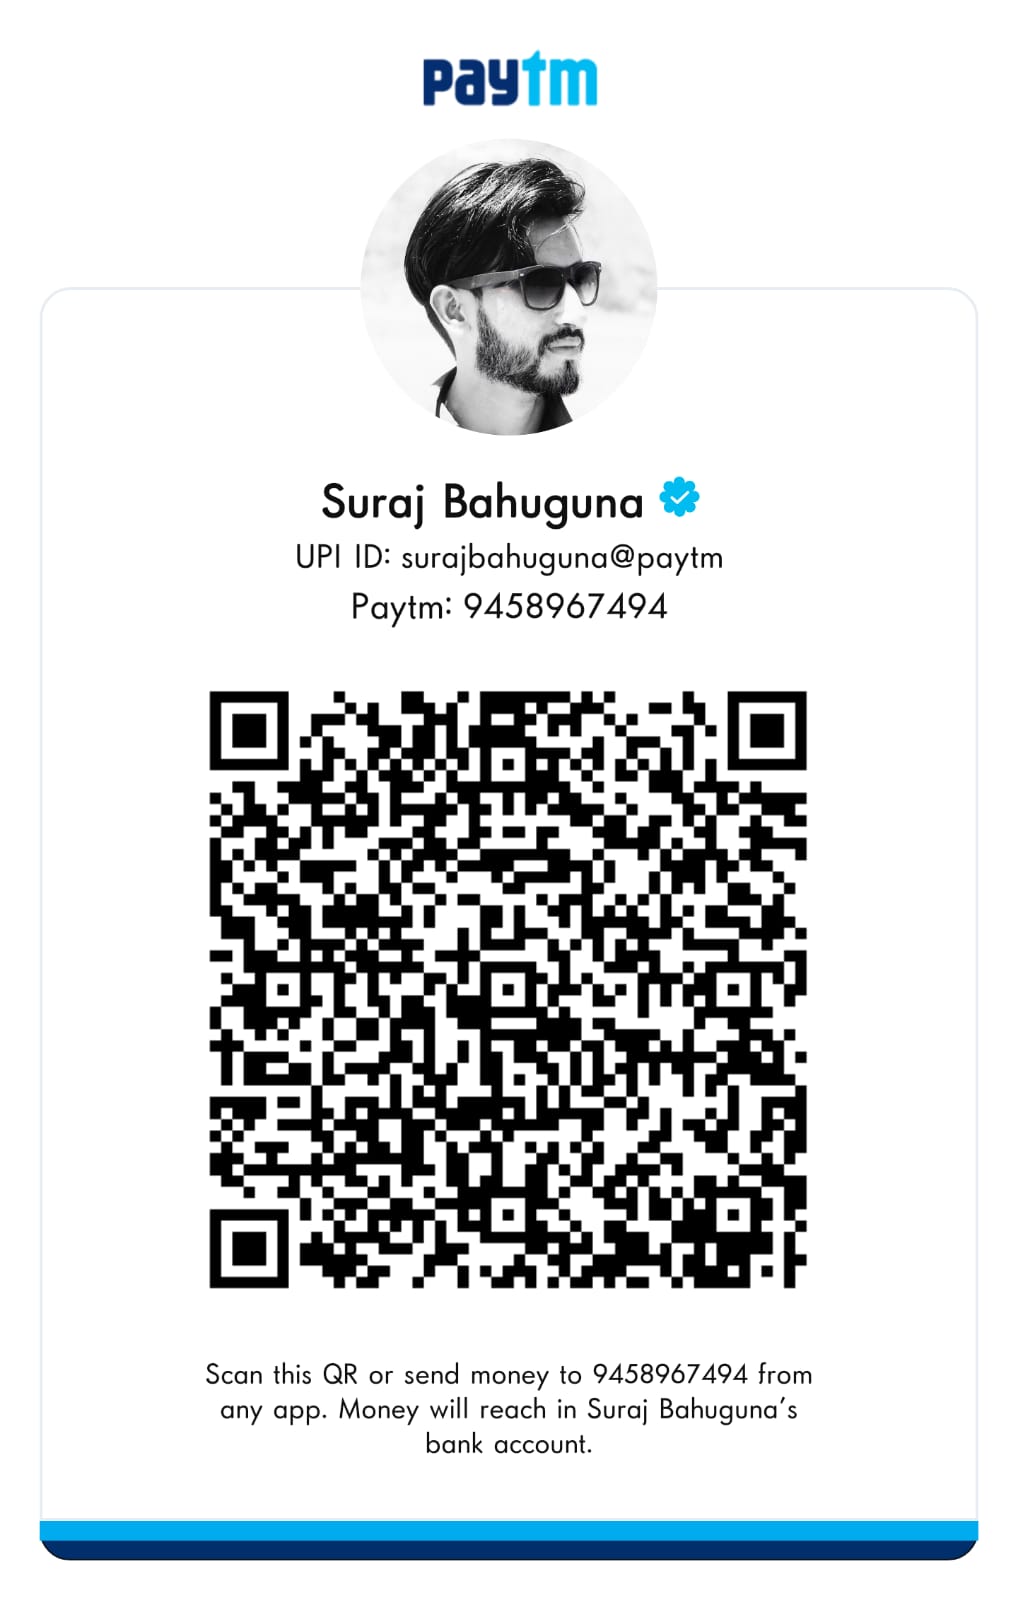 paytm
Suraj Bahuguna
UPI ID: surajbahuguna@paytm
Paytm: 9458967494
Scan this QR or send money to 9458967494 from
any app. Money will reach in Suraj Bahuguna's
bank account.